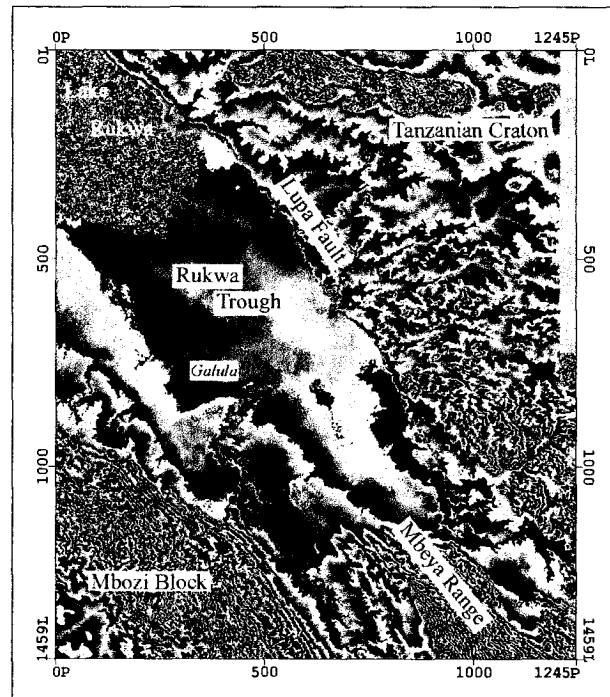 0P 500 1000 1245P
0L 0L
Lake
Rukwa
Tanzanian Craton
Lupa Fault
500 500
Rukwa
Trough
Galula
1000 1000
Mbeya Range
Mbozi Block
1459L 1459L
0P 500 1000 1245P